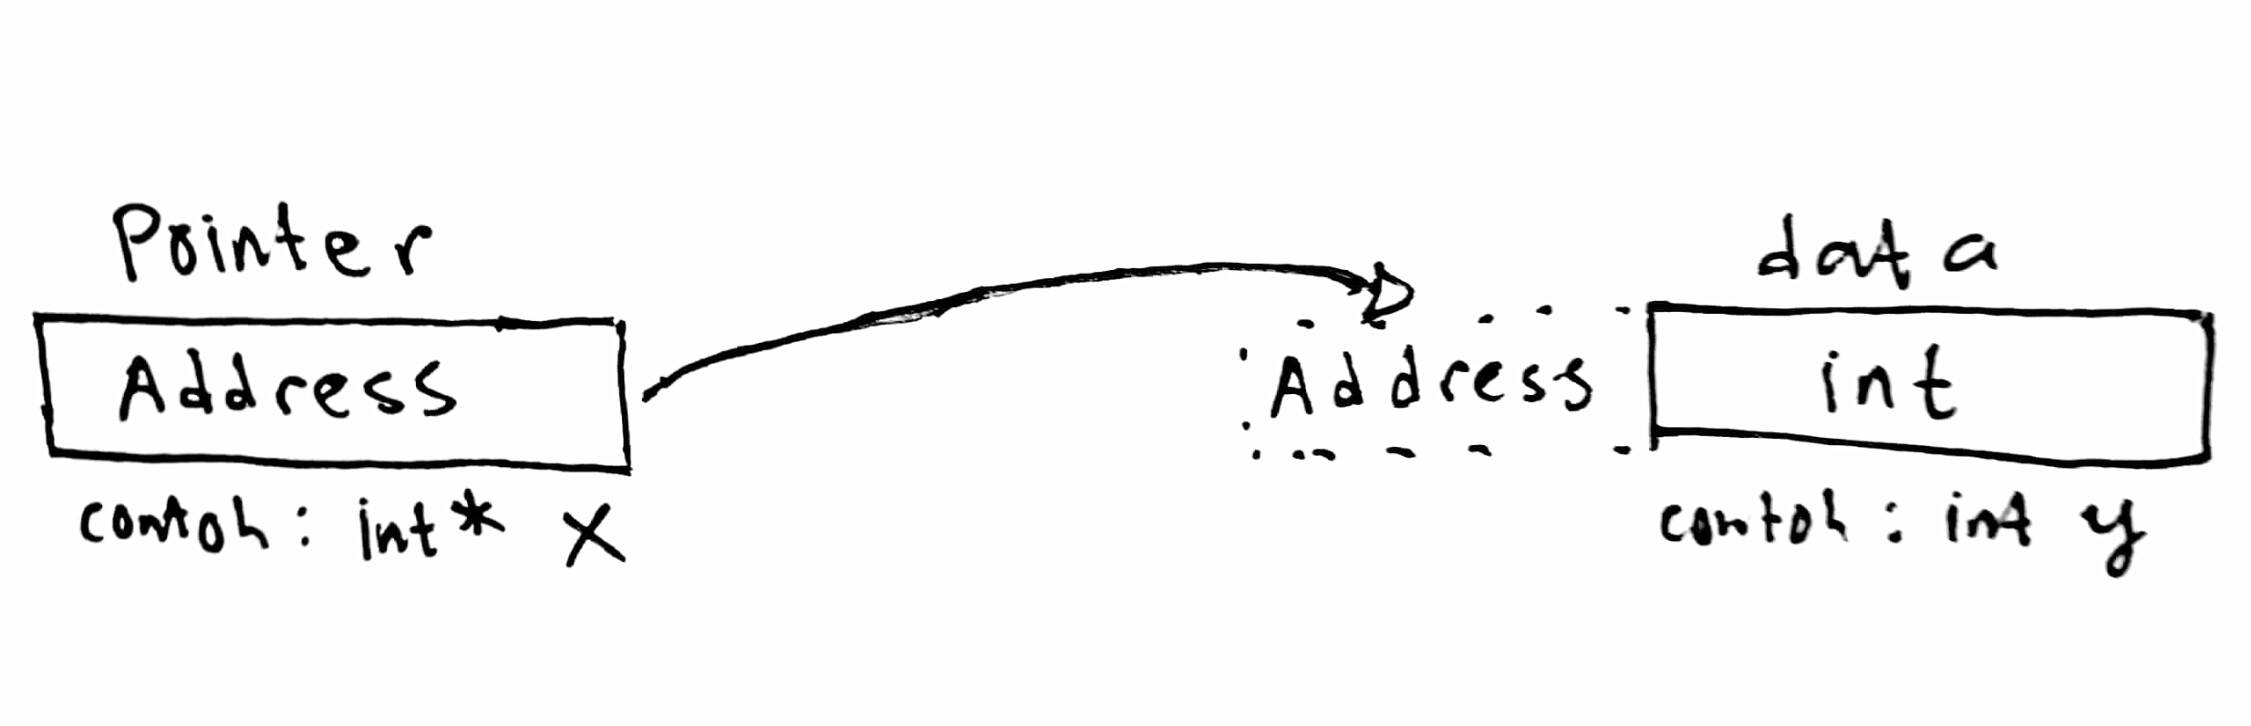 Pointer
data
Address
Address
int
contoh: int* x
contoh: int y